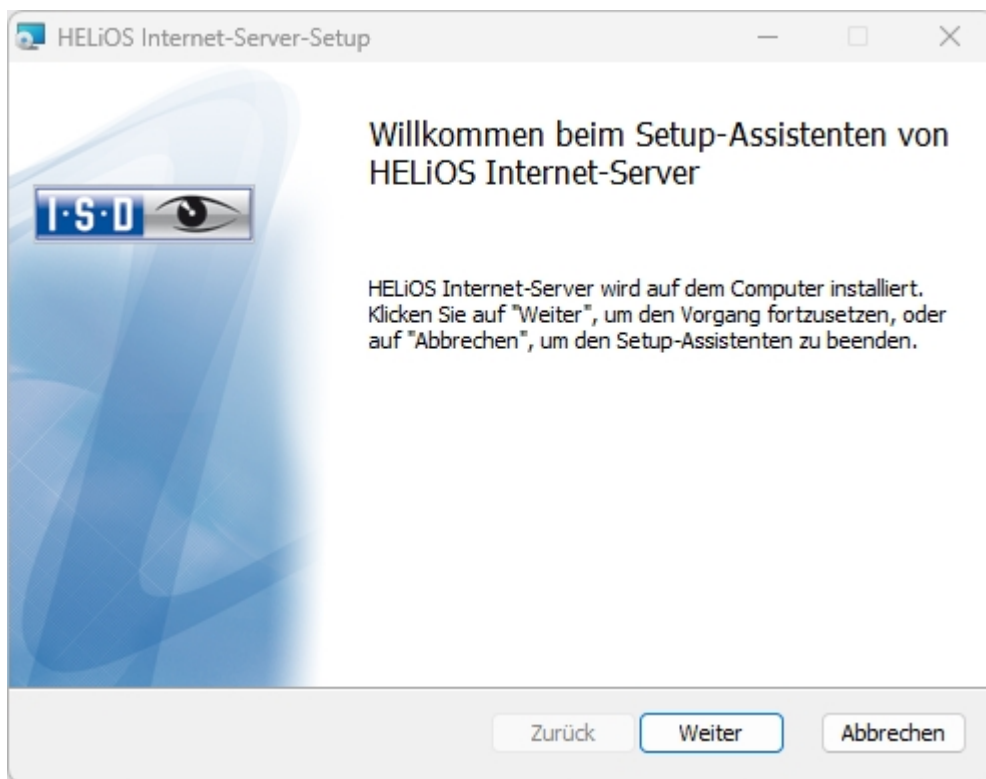 HELiOS Internet-Server-Setup
Willkommen beim Setup-Assistenten von
HELiOS Internet-Server
I·S·D
HELiOS Internet-Server wird auf dem Computer installiert.
Klicken Sie auf "Weiter", um den Vorgang fortzusetzen, oder
auf "Abbrechen", um den Setup-Assistenten zu beenden.
Zurück Weiter Abbrechen